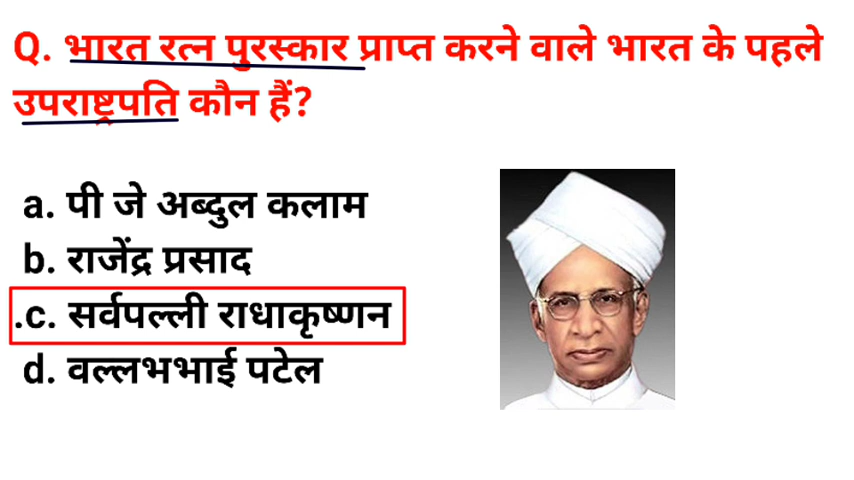 Q. भारत रत्न पुरस्कार प्राप्त करने वाले भारत के पहले
उपराष्ट्रपति कौन हैं?
a. पी जे अब्दुल कलाम
b. राजेंद्र प्रसाद
.c. सर्वपल्ली राधाकृष्णन
d. वल्लभभाई पटेल